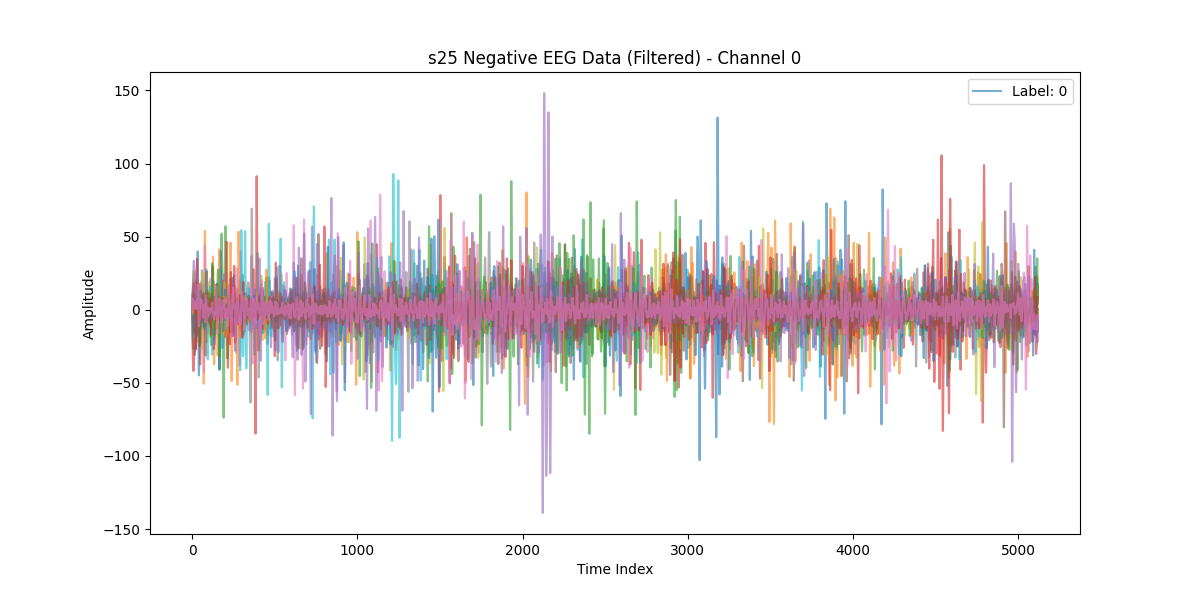 s25 Negative EEG Data (Filtered) - Channel 0
Label: 0
Amplitude
150
100
50
0
−50
−100
−150
0 1000 2000 3000 4000 5000
Time Index